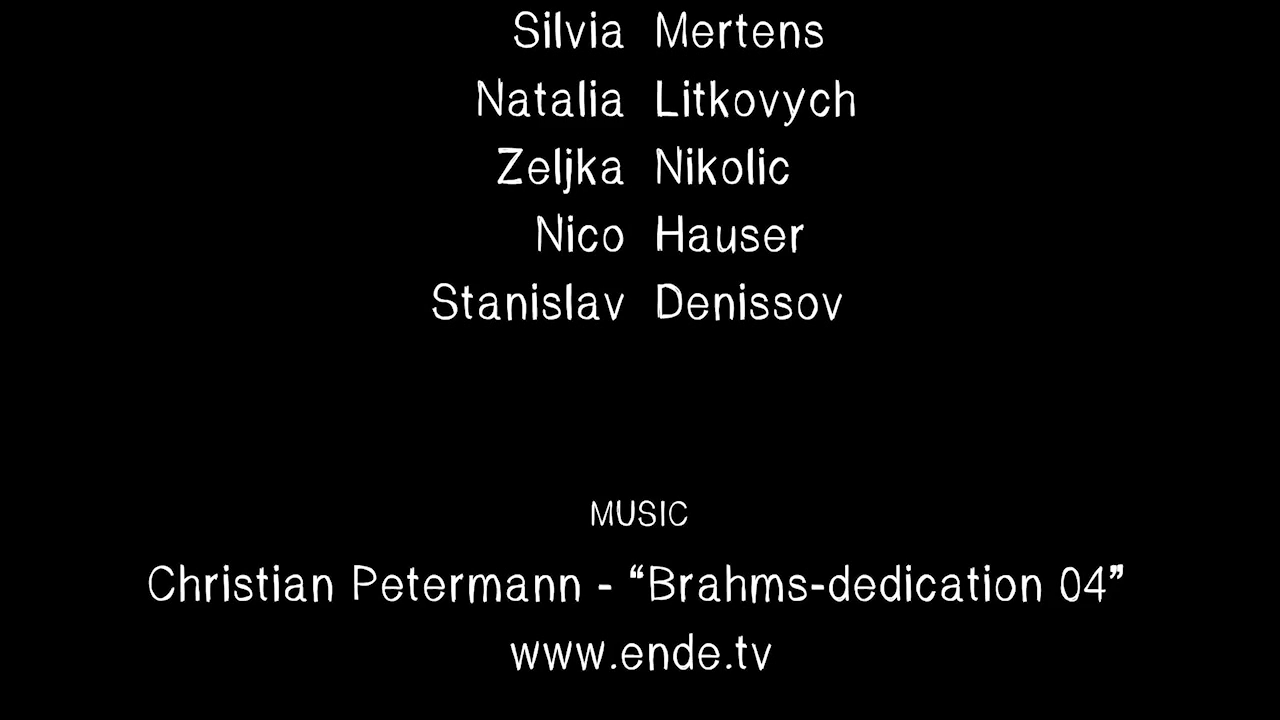 Silvia Mertens
Natalia Litkovych
Zeljka Nikolic
Nico Hauser
Stanislav Denissov
MUSIC
Christian Petermann - “Brahms-dedication 04”
www.ende.tv